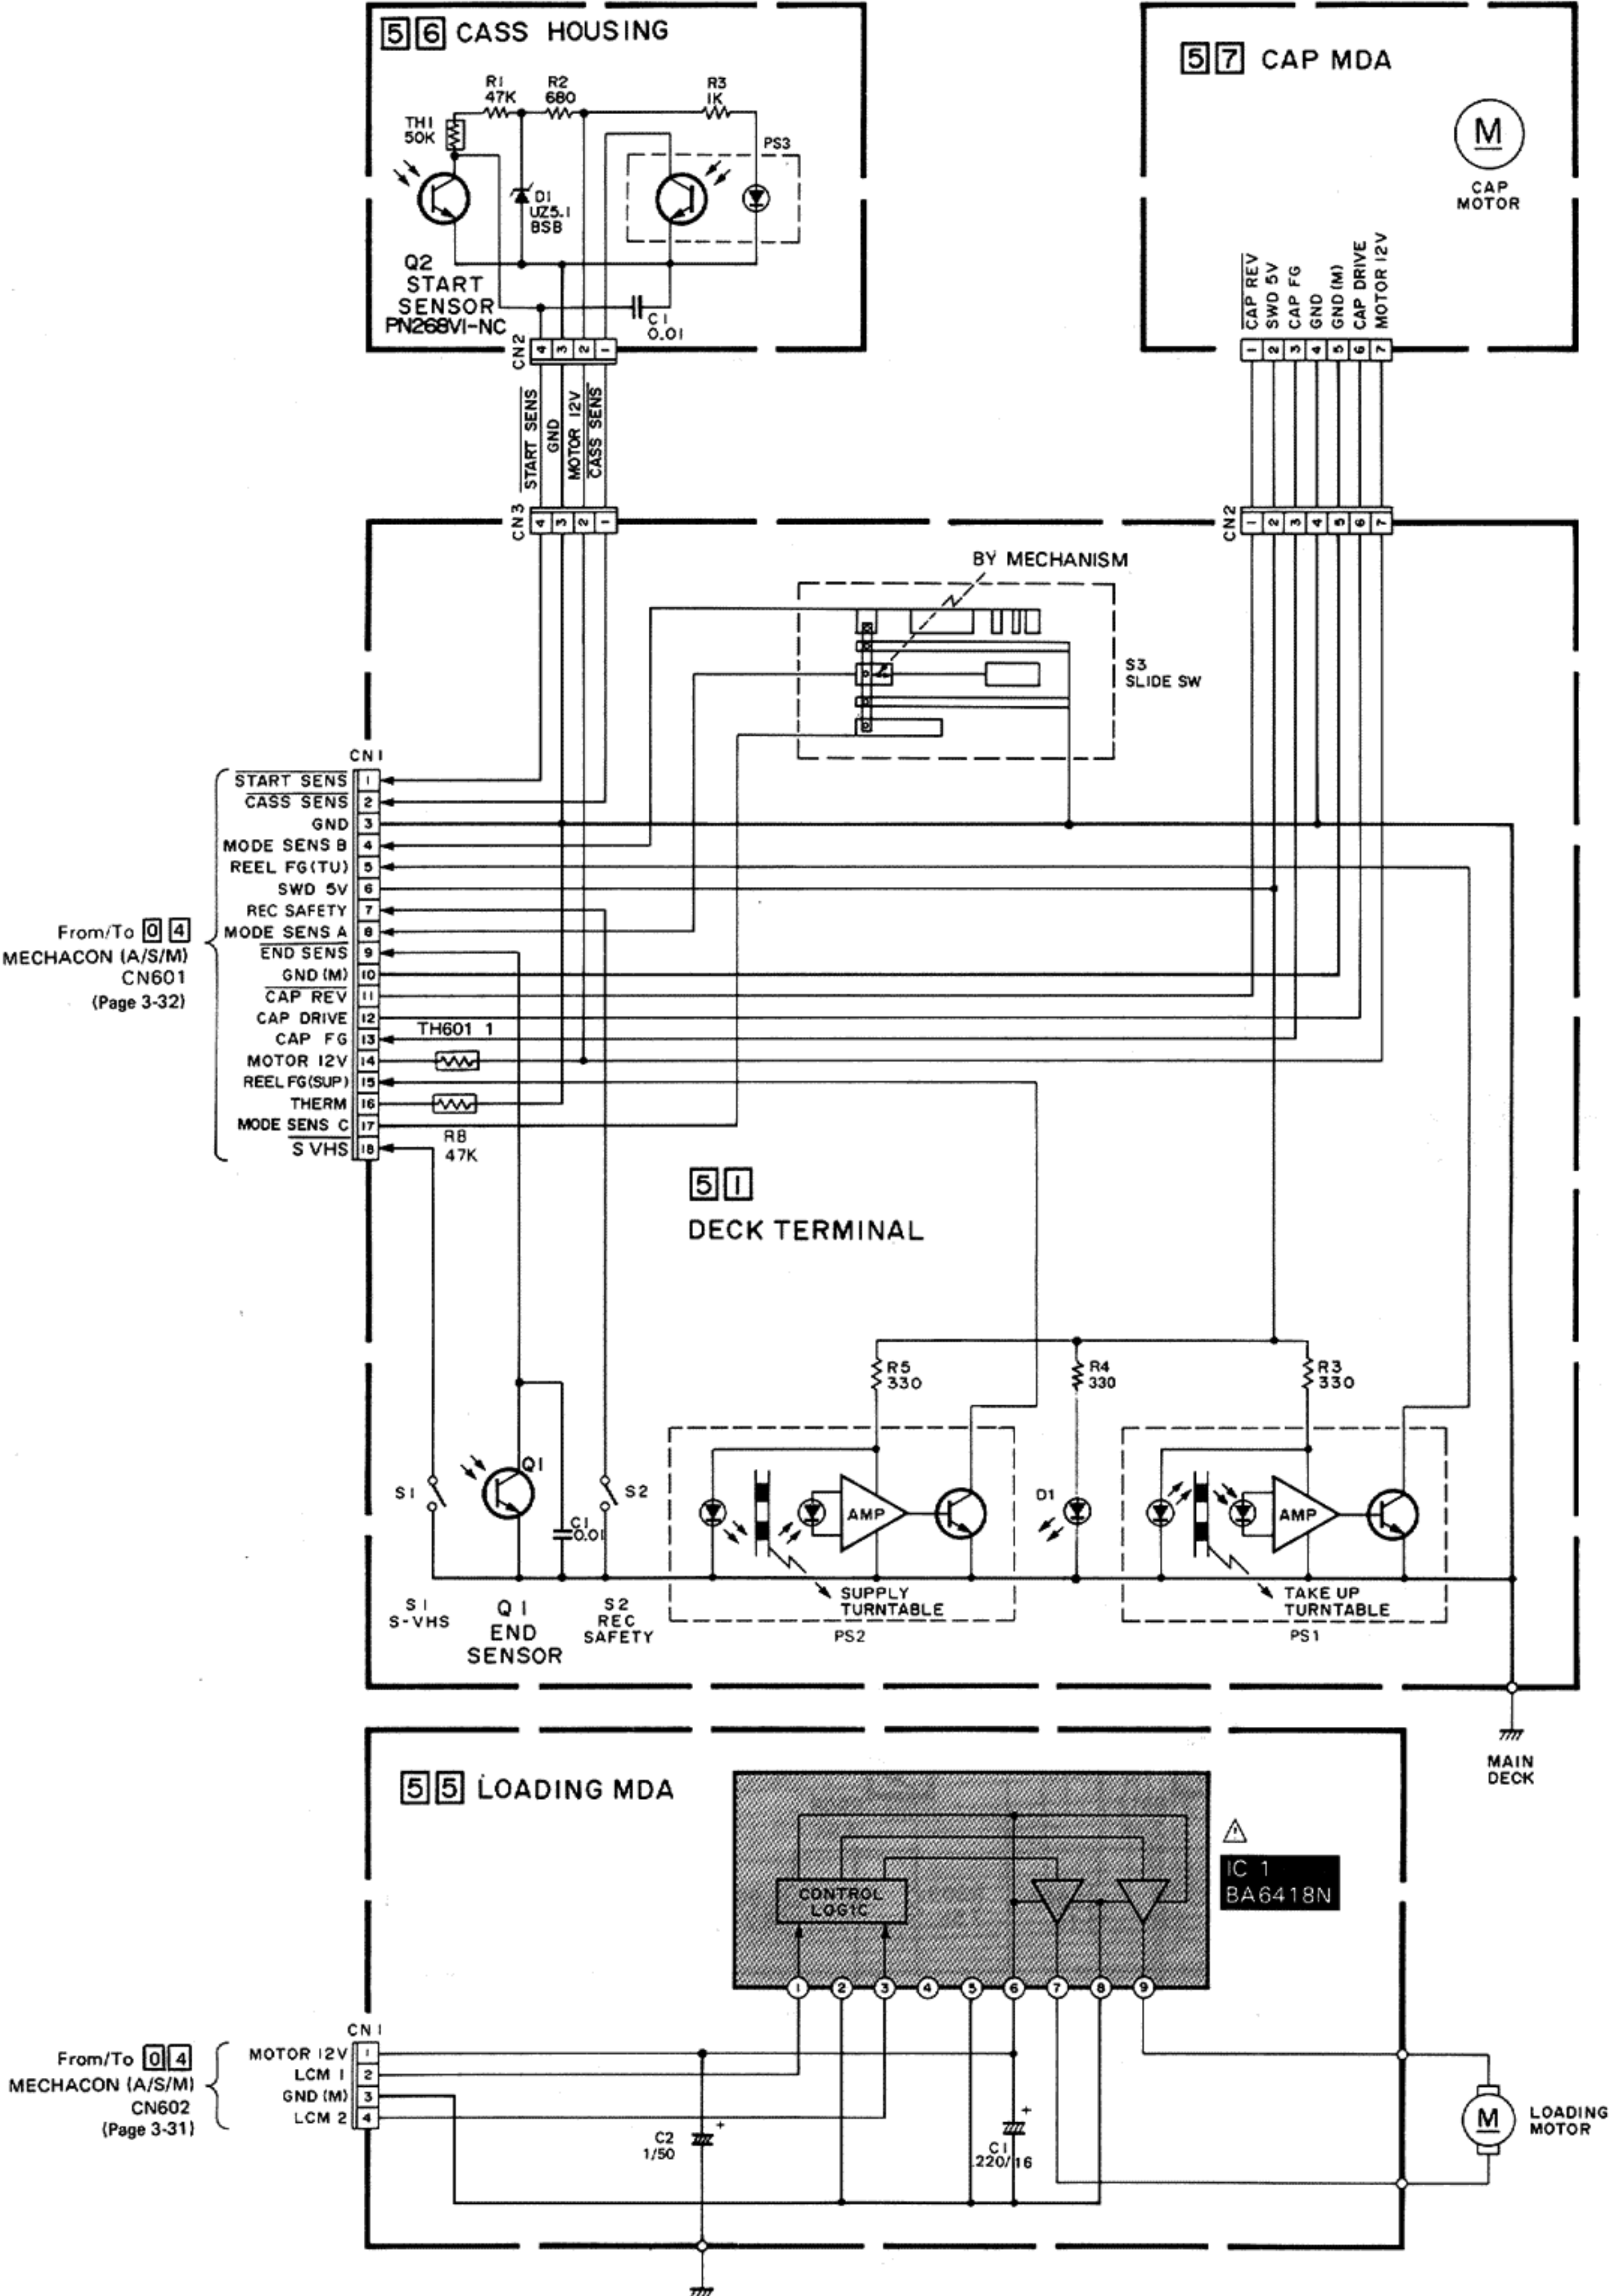 5 6 CASS HOUSING
R1
47K
R2
680
R3
1K
TH1
50K
PS3
D1
UZ5.1
BSB
Q2
START
SENSOR
PN268V1-NC
C1
0.01
CN2
4 3 2 1
START SENS
GND
MOTOR 12V
CASS SENS
CN3
4 3 2 1
5 7 CAP MDA
M
CAP
MOTOR
CAP REV
SWD 5V
CAP FG
GND
GND (M)
CAP DRIVE
MOTOR 12V
1 2 3 4 5 6 7
CN2
1 2 3 4 5 6 7
BY MECHANISM
S3
SLIDE SW
CN1
START SENS 1
CASS SENS 2
GND 3
MODE SENS B 4
REEL FG(TU) 5
SWD 5V 6
REC SAFETY 7
MODE SENS A 8
END SENS 9
GND (M) 10
CAP REV 11
CAP DRIVE 12
CAP FG 13
MOTOR 12V 14
REEL FG(SUP) 15
THERM 16
MODE SENS C 17
S VHS 18
From/To 0 4
MECHACON (A/S/M)
CN601
(Page 3-32)
TH601 1
R8
47K
5 1
DECK TERMINAL
R5
330
R4
330
R3
330
S1
Q1
C1
0.01
S2
AMP
D1
AMP
SUPPLY
TURNTABLE
TAKE UP
TURNTABLE
S1
S-VHS
Q1
END
SENSOR
S2
REC
SAFETY
PS2
PS1
MAIN
DECK
5 5 LOADING MDA
CONTROL
LOGIC
IC 1
BA6418N
1 2 3 4 5 6 7 8 9
CN1
MOTOR 12V 1
LCM 1 2
GND (M) 3
LCM 2 4
From/To 0 4
MECHACON (A/S/M)
CN602
(Page 3-31)
C2
1/50
+
C1
220/16
+
M
LOADING
MOTOR